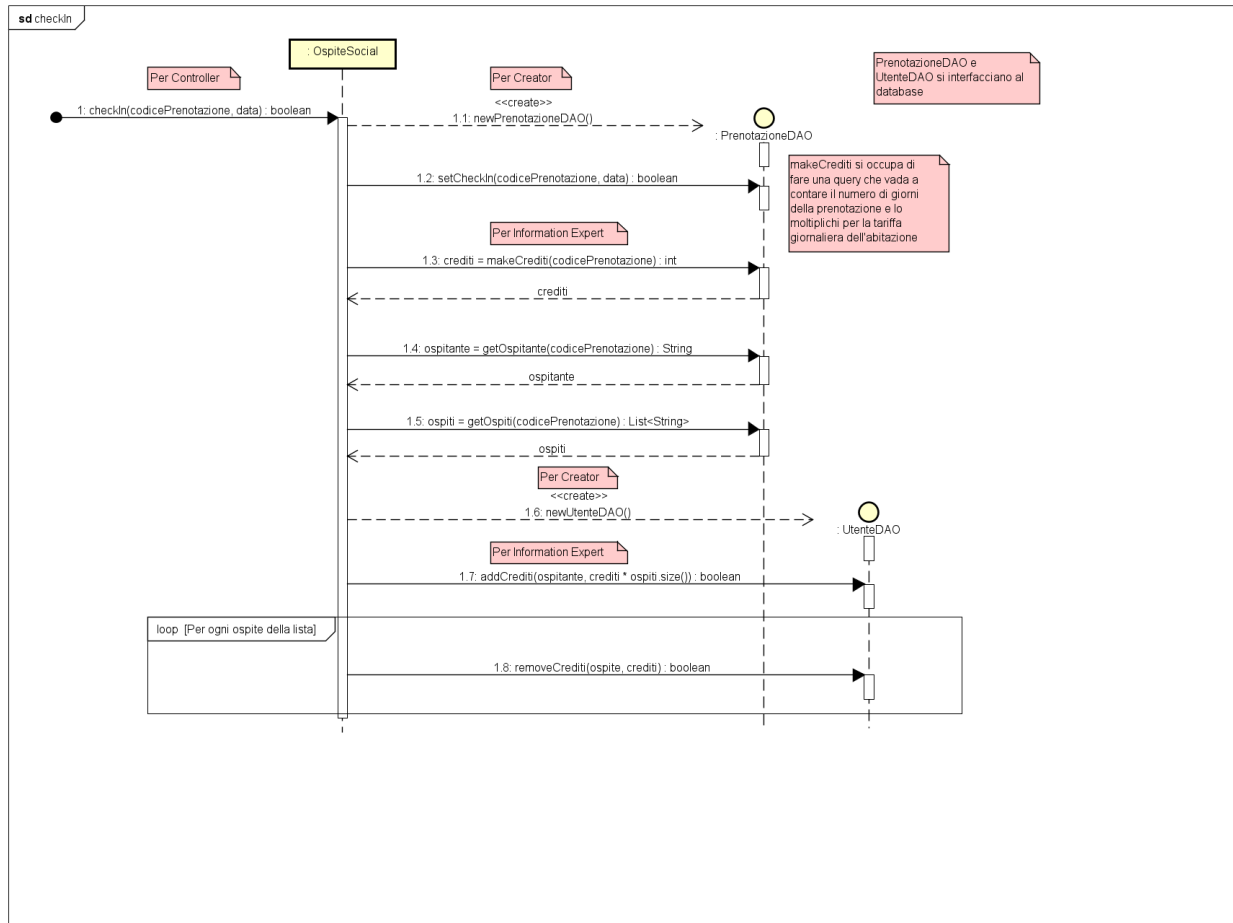 sd checkIn
: OspiteSocial
Per Controller
Per Creator
PrenotazioneDAO e
UtenteDAO si interfacciano al
database
<<create>>
1: checkIn(codicePrenotazione, data) : boolean
1.1: newPrenotazioneDAO()
: PrenotazioneDAO
makeCrediti si occupa di
fare una query che vada a
contare il numero di giorni
della prenotazione e lo
moltiplichi per la tariffa
giornaliera dell'abitazione
1.2: setCheckIn(codicePrenotazione, data) : boolean
Per Information Expert
1.3: crediti = makeCrediti(codicePrenotazione) : int
crediti
1.4: ospitante = getOspitante(codicePrenotazione) : String
ospitante
1.5: ospiti = getOspiti(codicePrenotazione) : List<String>
ospiti
Per Creator
<<create>>
1.6: newUtenteDAO()
: UtenteDAO
Per Information Expert
1.7: addCrediti(ospitante, crediti * ospiti.size()) : boolean
loop [Per ogni ospite della lista]
1.8: removeCrediti(ospite, crediti) : boolean